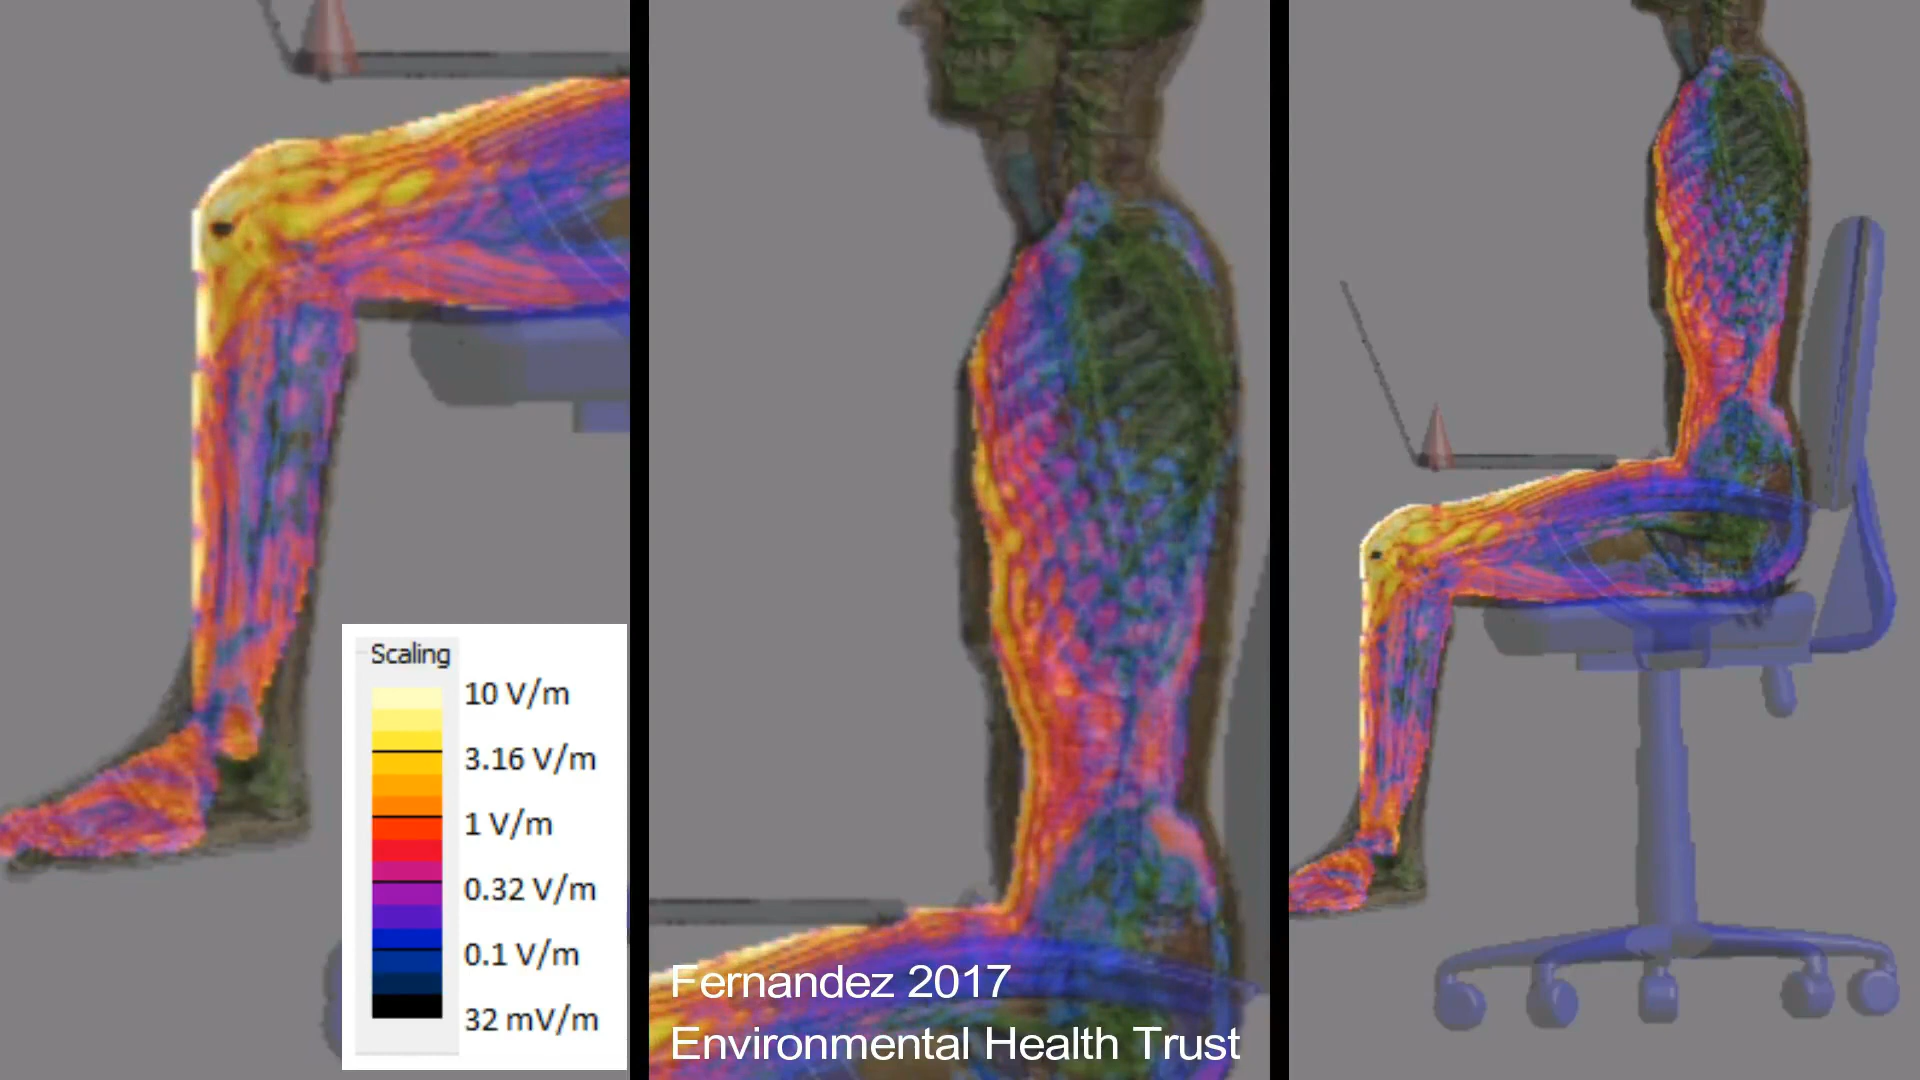 Scaling
10 V/m
3.16 V/m
1 V/m
0.32 V/m
0.1 V/m
32 mV/m
Fernandez 2017
Environmental Health Trust